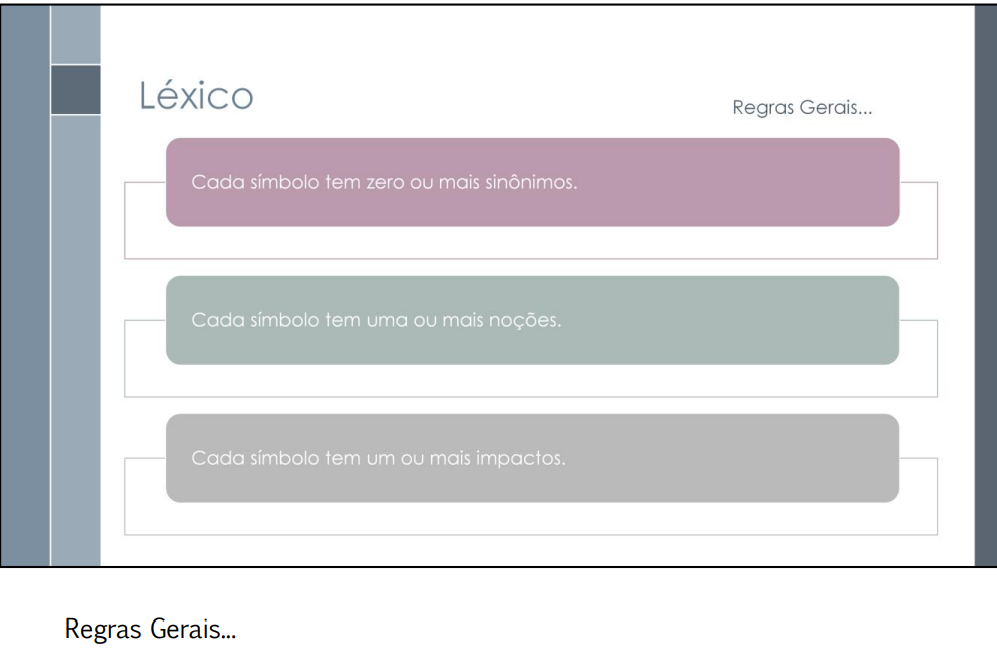 Léxico
Regras Gerais...
Cada símbolo tem zero ou mais sinônimos.
Cada símbolo tem uma ou mais noções.
Cada símbolo tem um ou mais impactos.
Regras Gerais...